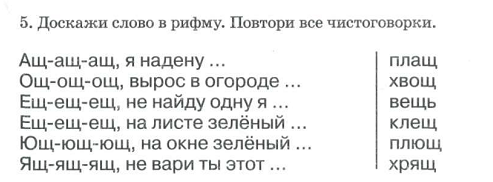 5. Доскажи слово в рифму. Повтори все чистоговорки.
Ащ-ащ-ащ, я надену ... плащ
Ощ-ощ-ощ, вырос в огороде ... хвощ
Ещ-ещ-ещ, не найду одну я ... вещь
Ещ-ещ-ещ, на листе зелёный ... клещ
Ющ-ющ-ющ, на окне зелёный ... плющ
Ящ-ящ-ящ, не вари ты этот ... хрящ